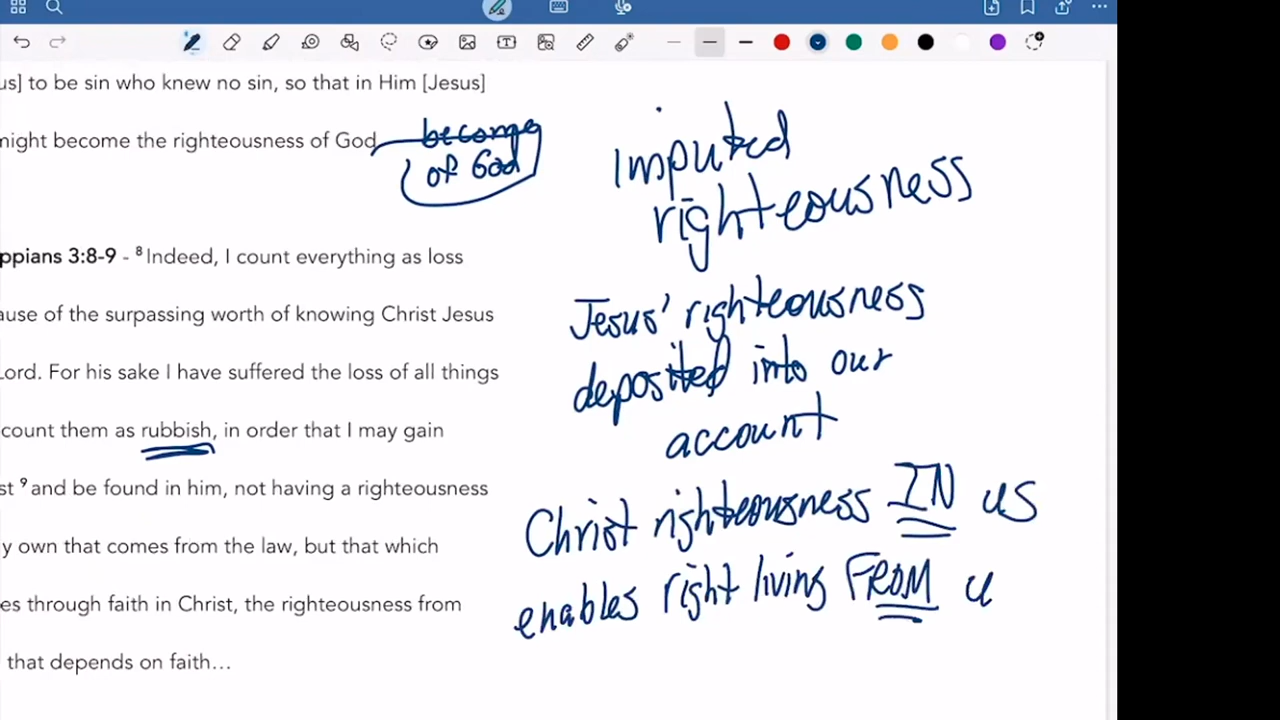 us] to be sin who knew no sin, so that in Him [Jesus]
might become the righteousness of God
become
of God
Imputed
righteousness
ppians 3:8-9 - 8 Indeed, I count everything as loss
ause of the surpassing worth of knowing Christ Jesus
Lord. For his sake I have suffered the loss of all things
count them as rubbish, in order that I may gain
st 9 and be found in him, not having a righteousness
y own that comes from the law, but that which
es through faith in Christ, the righteousness from
that depends on faith...
Jesus' righteousness
deposited into our
account
Christ righteousness IN us
enables right living FROM u